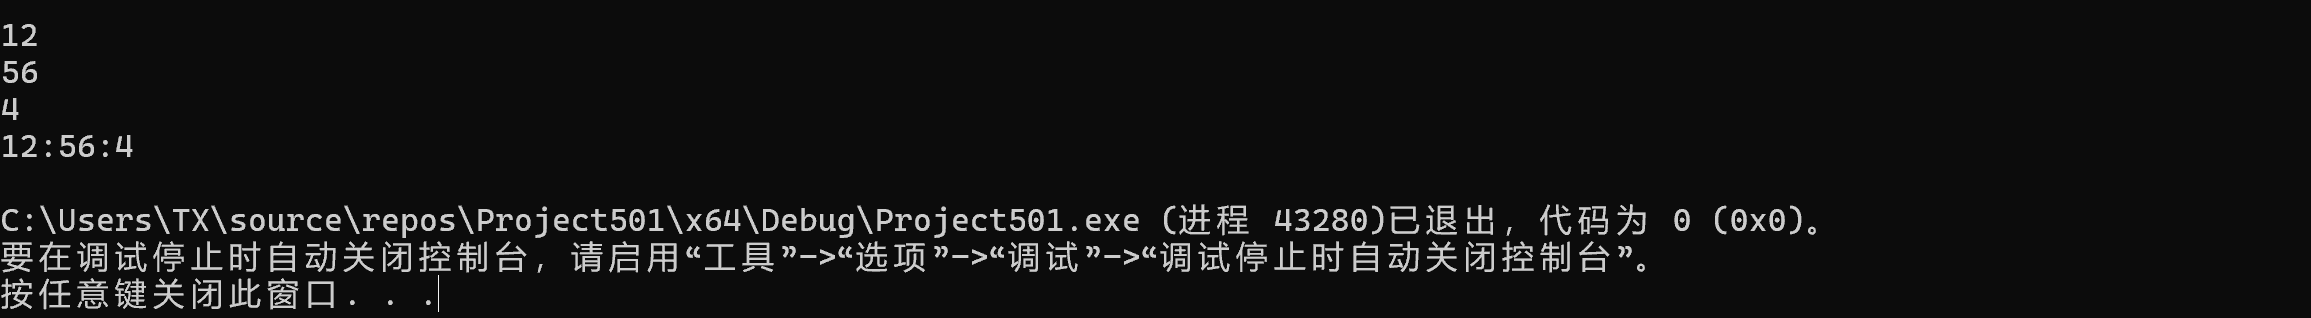 12
56
4
12:56:4
C:\Users\TX\source\repos\Project501\x64\Debug\Project501.exe (进程 43280)已退出，代码为 0 (0x0)。
要在调试停止时自动关闭控制台，请启用“工具”->“选项”->“调试”->“调试停止时自动关闭控制台”。
按任意键关闭此窗口. . .